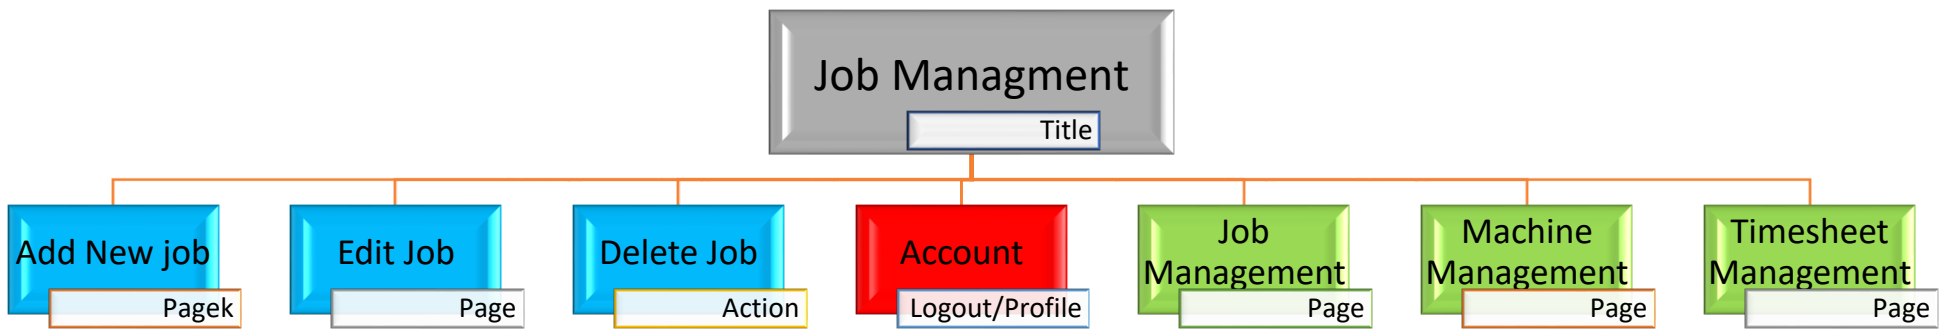 Job Managment
Title
Add New job
Pagek
Edit Job
Page
Delete Job
Action
Account
Logout/Profile
Job
Management
Page
Machine
Management
Page
Timesheet
Management
Page